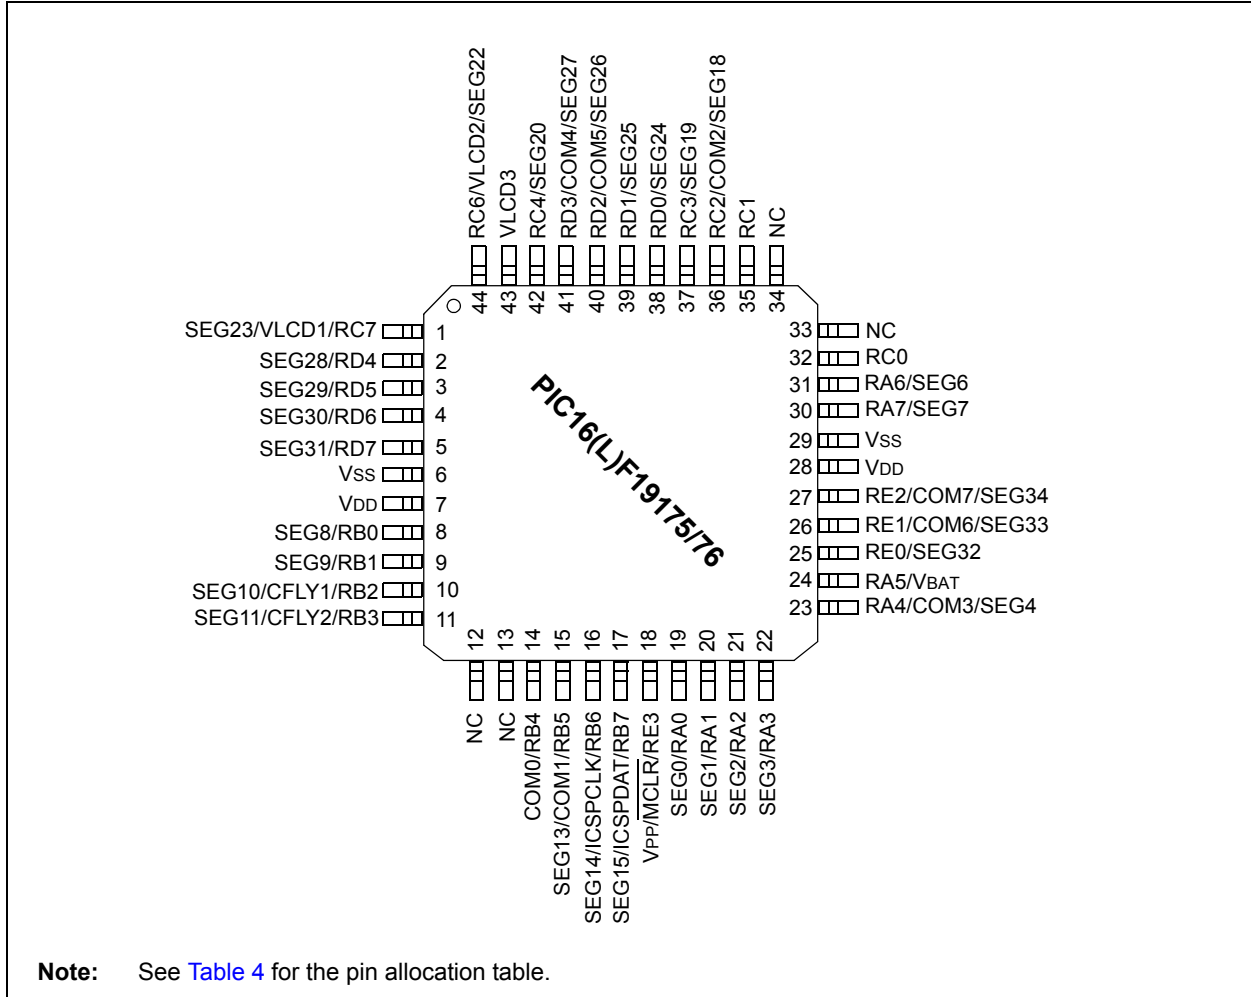 RC6/VLCD2/SEG22
VLCD3
RC4/SEG20
RD3/COM4/SEG27
RD2/COM5/SEG26
RD1/SEG25
RD0/SEG24
RC3/SEG19
RC2/COM2/SEG18
RC1
NC
44
43
42
41
40
39
38
37
36
35
34
SEG23/VLCD1/RC7 1
SEG28/RD4 2
SEG29/RD5 3
SEG30/RD6 4
SEG31/RD7 5
VSS 6
VDD 7
SEG8/RB0 8
SEG9/RB1 9
SEG10/CFLY1/RB2 10
SEG11/CFLY2/RB3 11
PIC16(L)F19175/76
33 NC
32 RC0
31 RA6/SEG6
30 RA7/SEG7
29 VSS
28 VDD
27 RE2/COM7/SEG34
26 RE1/COM6/SEG33
25 RE0/SEG32
24 RA5/VBAT
23 RA4/COM3/SEG4
12
13
14
15
16
17
18
19
20
21
22
NC
NC
COM0/RB4
SEG13/COM1/RB5
SEG14/ICSPCLK/RB6
SEG15/ICSPDAT/RB7
VPP/MCLR/RE3
SEG0/RA0
SEG1/RA1
SEG2/RA2
SEG3/RA3
Note: See Table 4 for the pin allocation table.